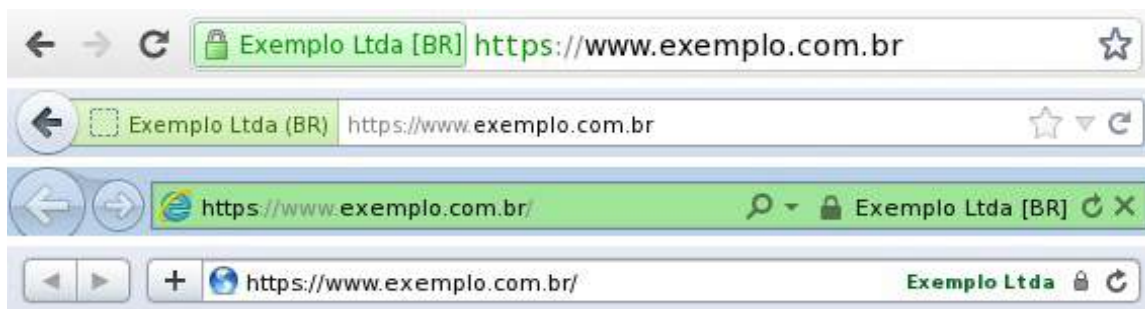 Exemplo Ltda [BR] https://www.exemplo.com.br
Exemplo Ltda (BR) https://www.exemplo.com.br
https://www.exemplo.com.br/ Exemplo Ltda [BR]
https://www.exemplo.com.br/ Exemplo Ltda